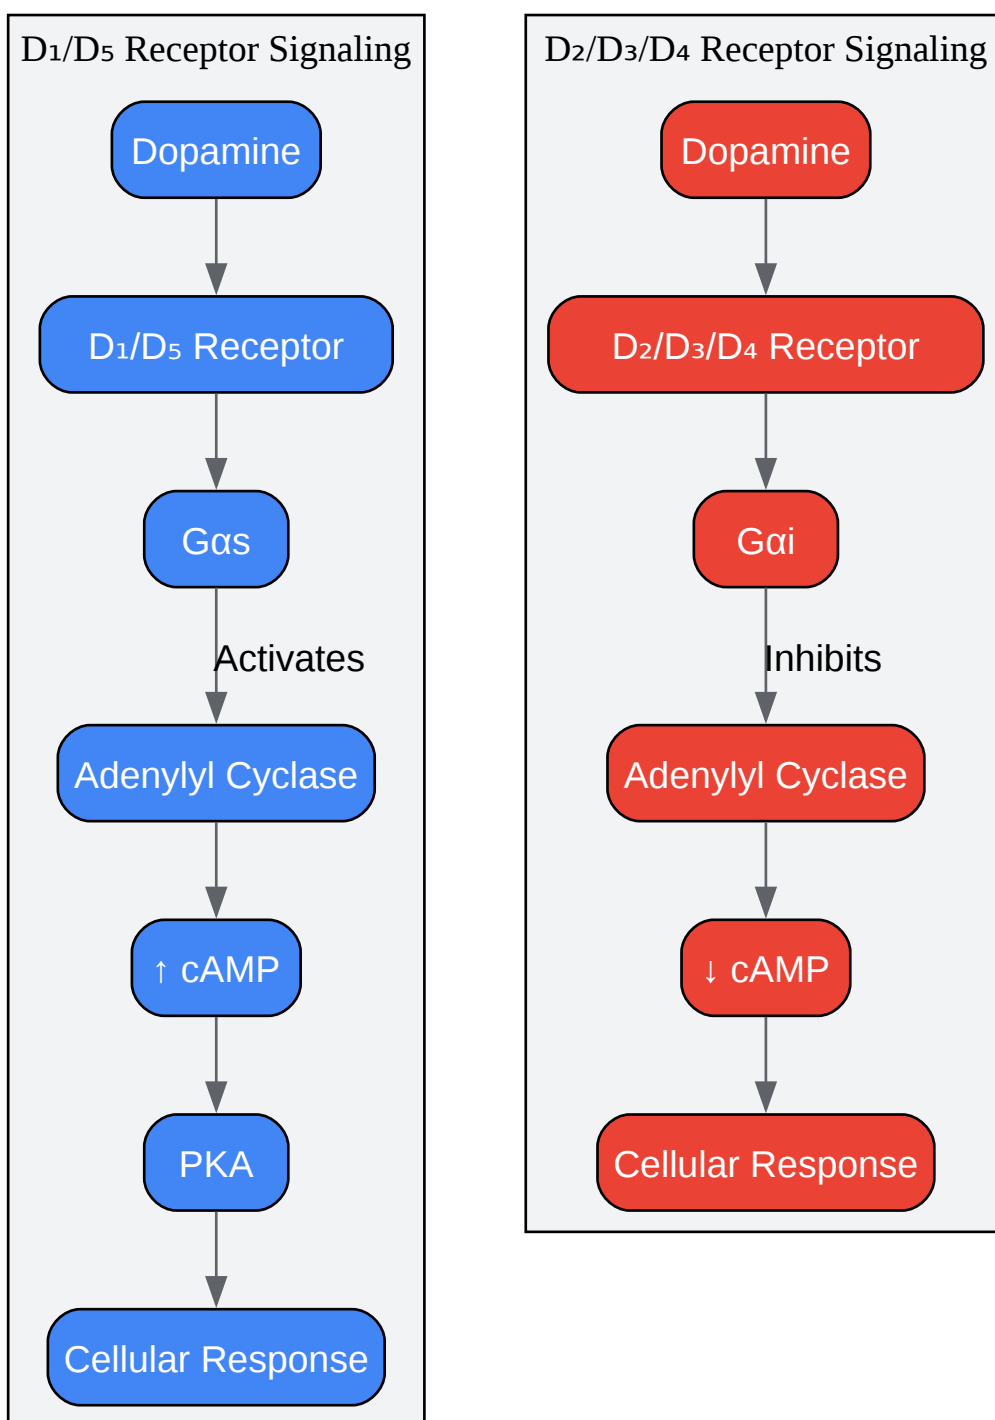 D₁/D₅ Receptor Signaling
Dopamine
D₁/D₅ Receptor
Gαs
Activates
Adenylyl Cyclase
↑ cAMP
PKA
Cellular Response
D₂/D₃/D₄ Receptor Signaling
Dopamine
D₂/D₃/D₄ Receptor
Gαi
Inhibits
Adenylyl Cyclase
↓ cAMP
Cellular Response